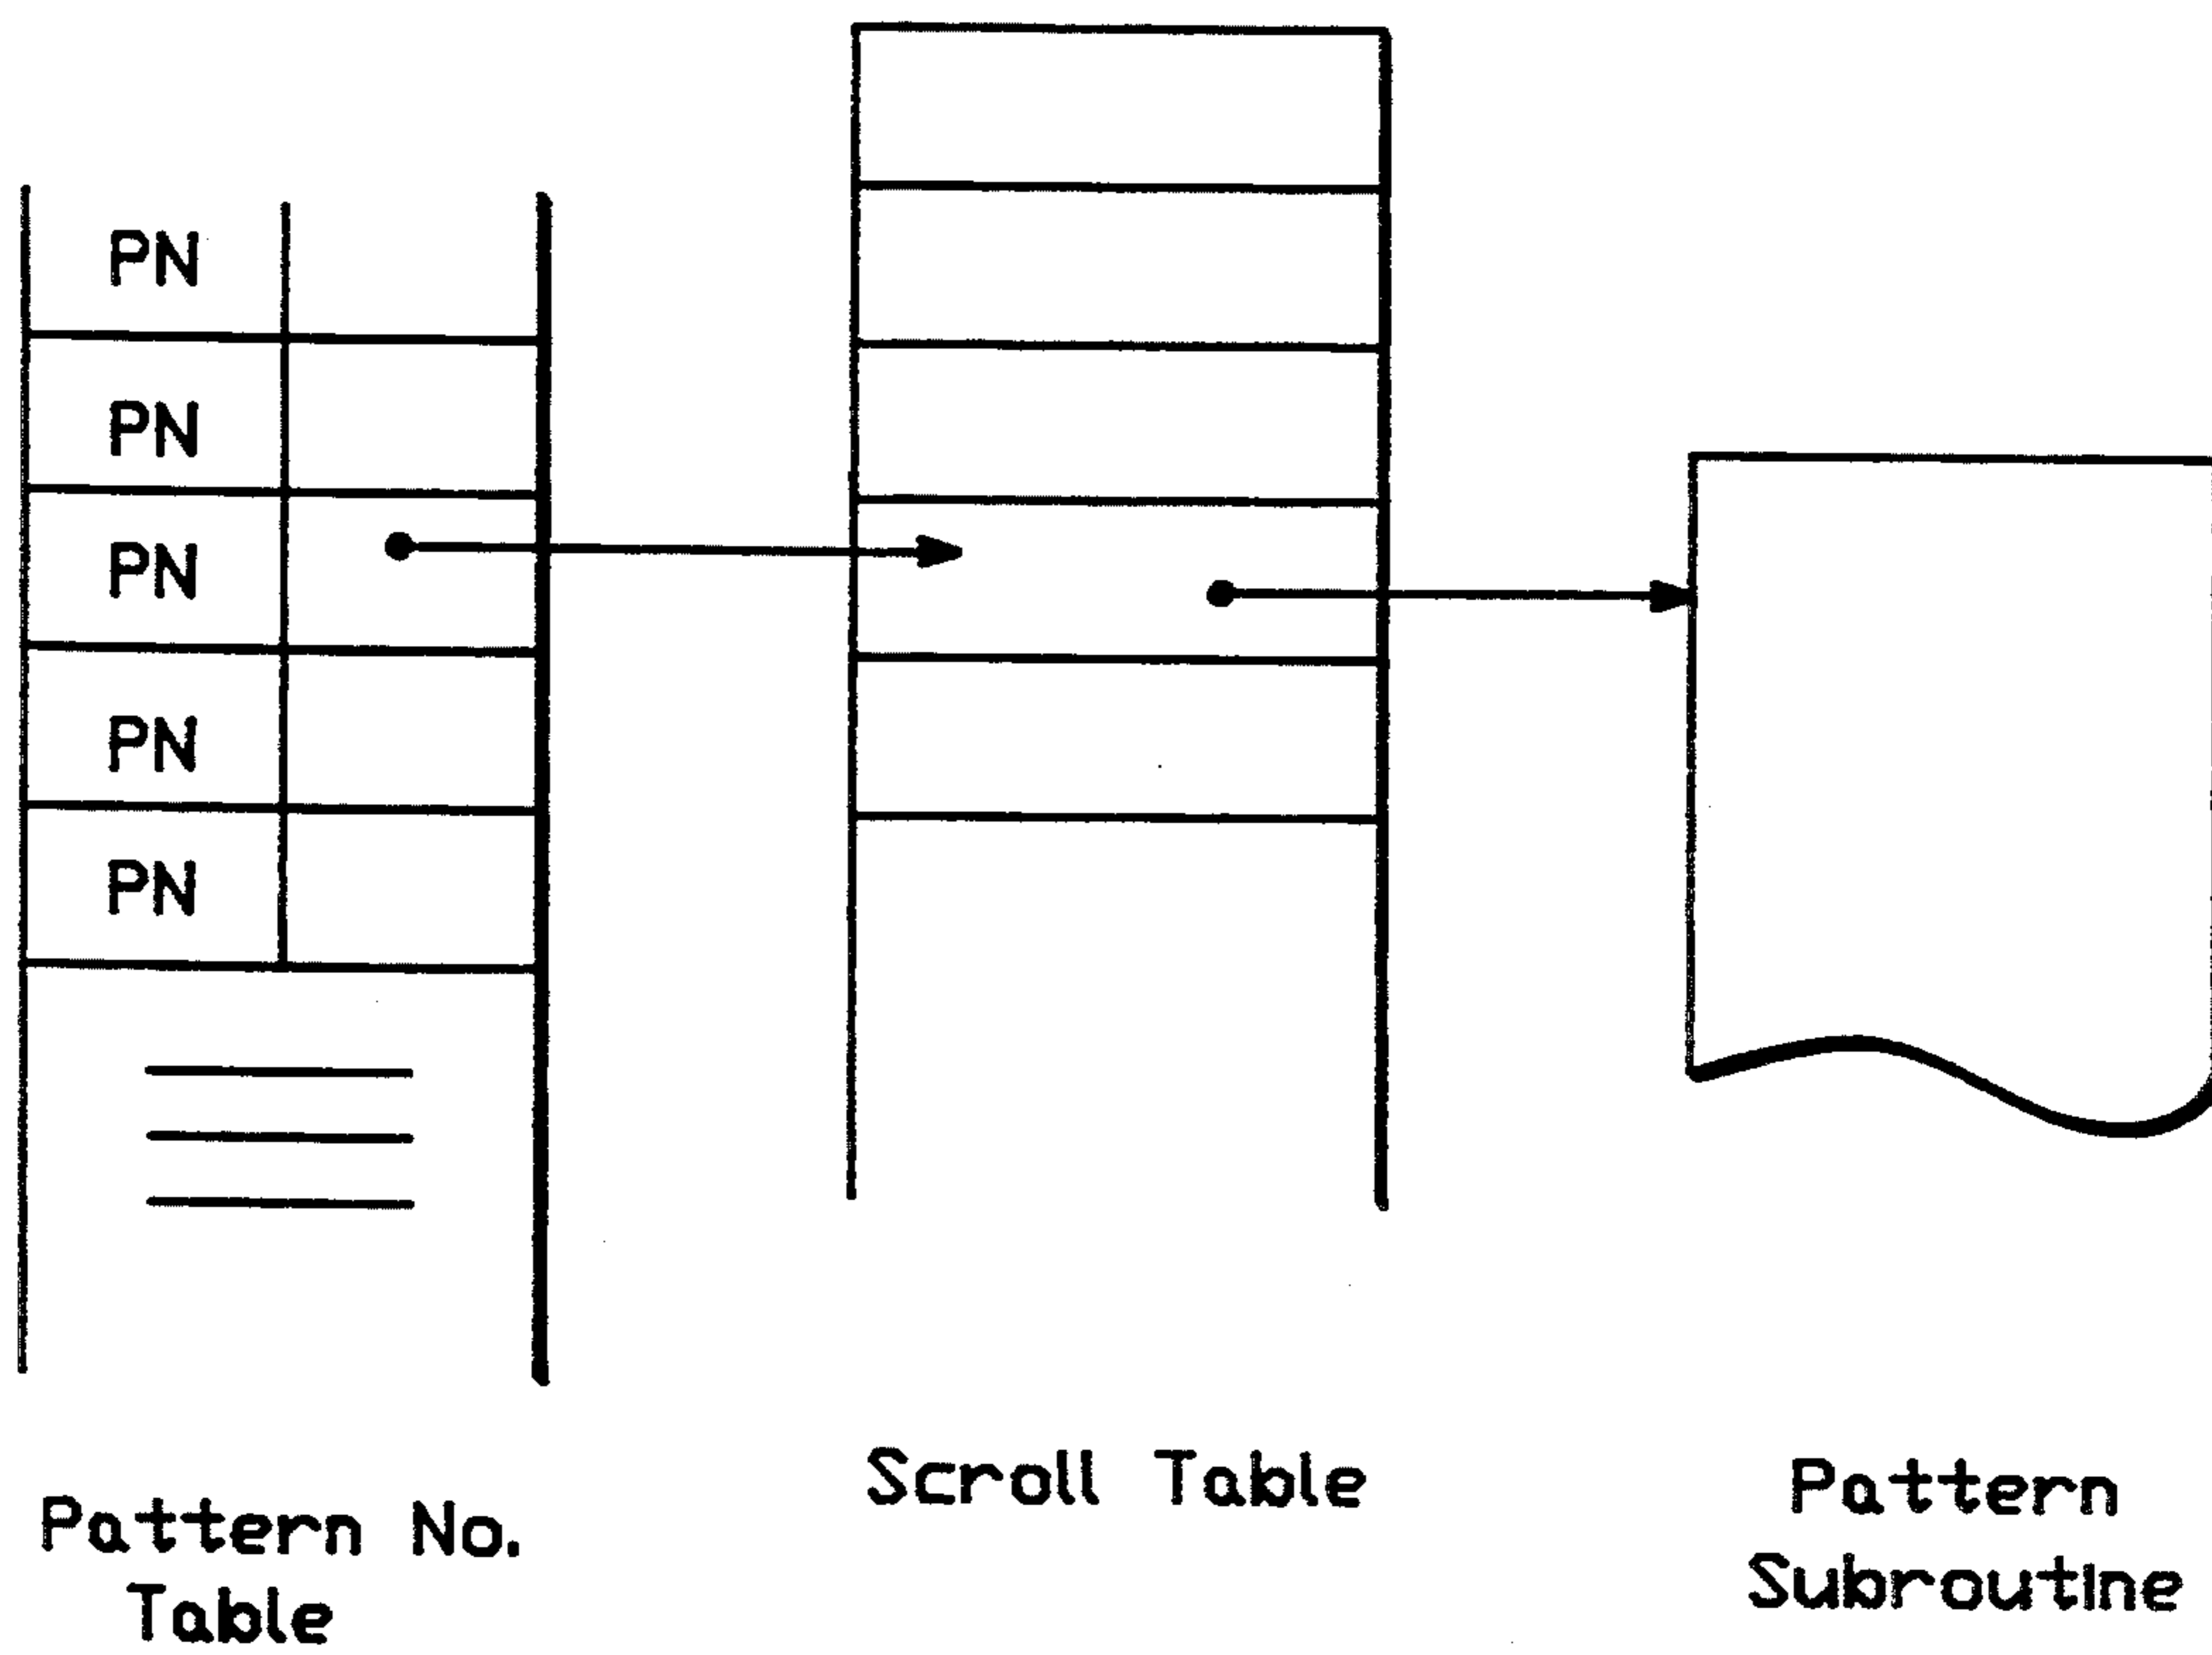 PN
PN
PN
PN
PN
Pattern No.
Table
Scroll Table
Pattern
Subroutine